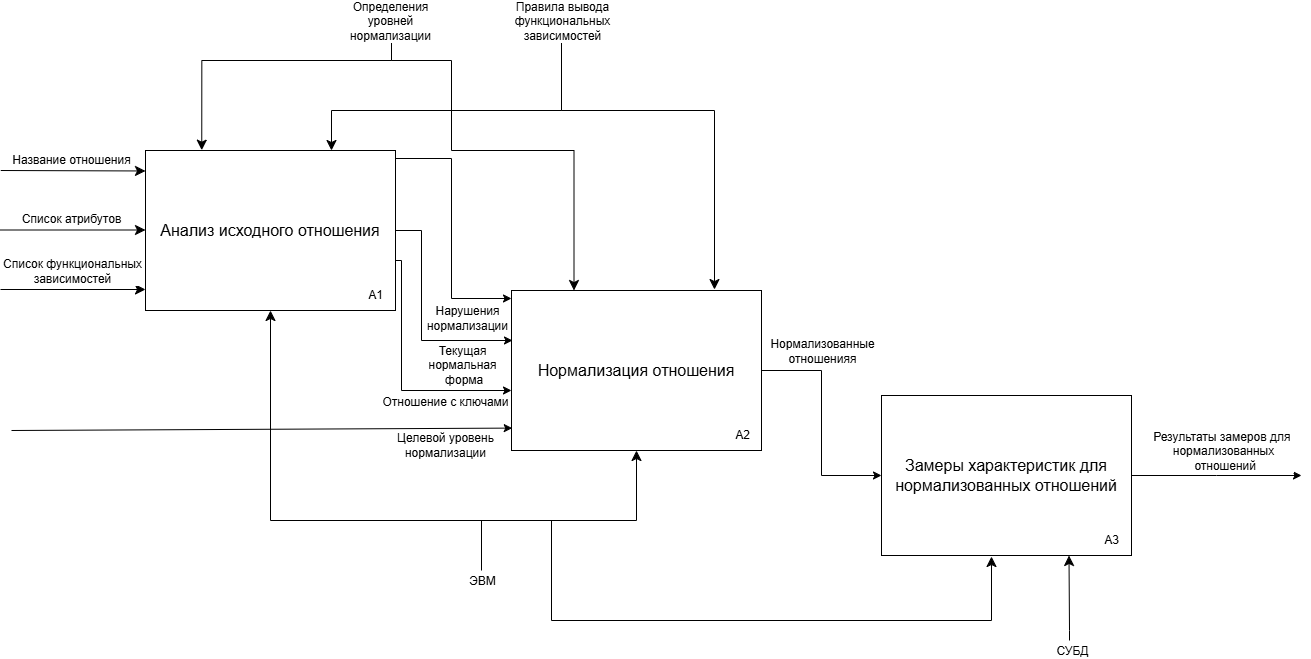 Определения
уровней
нормализации
Правила вывода
функциональных
зависимостей
Название отношения
Список атрибутов
Список функциональных
зависимостей
Анализ исходного отношения
A1
Нарушения
нормализации
Текущая
нормальная
форма
Отношение с ключами
Целевой уровень
нормализации
Нормализация отношения
A2
Нормализованные
отношенияя
Замеры характеристик для
нормализованных отношений
A3
Результаты замеров для
нормализованных
отношений
ЭВМ
СУБД